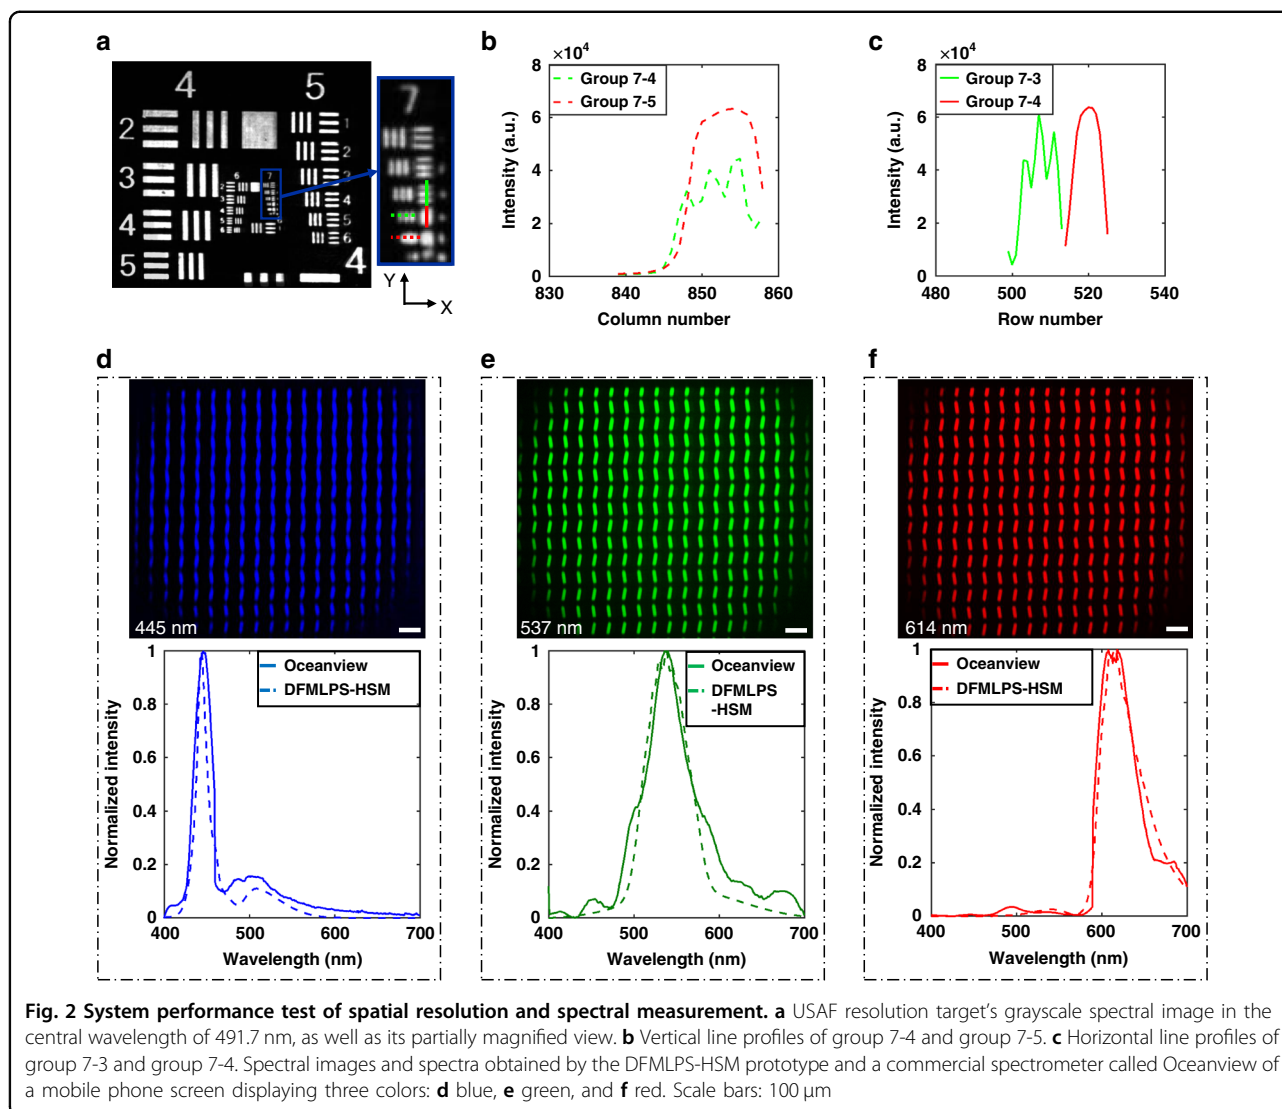 a
4
5
2
3
4
5
1
2
3
4
5
6
6
7
2
3
4
5
6
4
7
Y
X
b
×10⁴
Group 7-4
Group 7-5
8
6
4
2
0
Intensity (a.u.)
830 840 850 860
Column number
c
×10⁴
Group 7-3
Group 7-4
8
6
4
2
0
Intensity (a.u.)
480 500 520 540
Row number
d
445 nm
Oceanview
DFMLPS-HSM
1
0.8
0.6
0.4
0.2
0
Normalized intensity
400 500 600 700
Wavelength (nm)
e
537 nm
Oceanview
DFMLPS
-HSM
1
0.8
0.6
0.4
0.2
0
Normalized intensity
400 500 600 700
Wavelength (nm)
f
614 nm
Oceanview
DFMLPS-HSM
1
0.8
0.6
0.4
0.2
0
Normalized intensity
400 500 600 700
Wavelength (nm)
Fig. 2 System performance test of spatial resolution and spectral measurement. a USAF resolution target's grayscale spectral image in the
central wavelength of 491.7 nm, as well as its partially magnified view. b Vertical line profiles of group 7-4 and group 7-5. c Horizontal line profiles of
group 7-3 and group 7-4. Spectral images and spectra obtained by the DFMLPS-HSM prototype and a commercial spectrometer called Oceanview of
a mobile phone screen displaying three colors: d blue, e green, and f red. Scale bars: 100 μm